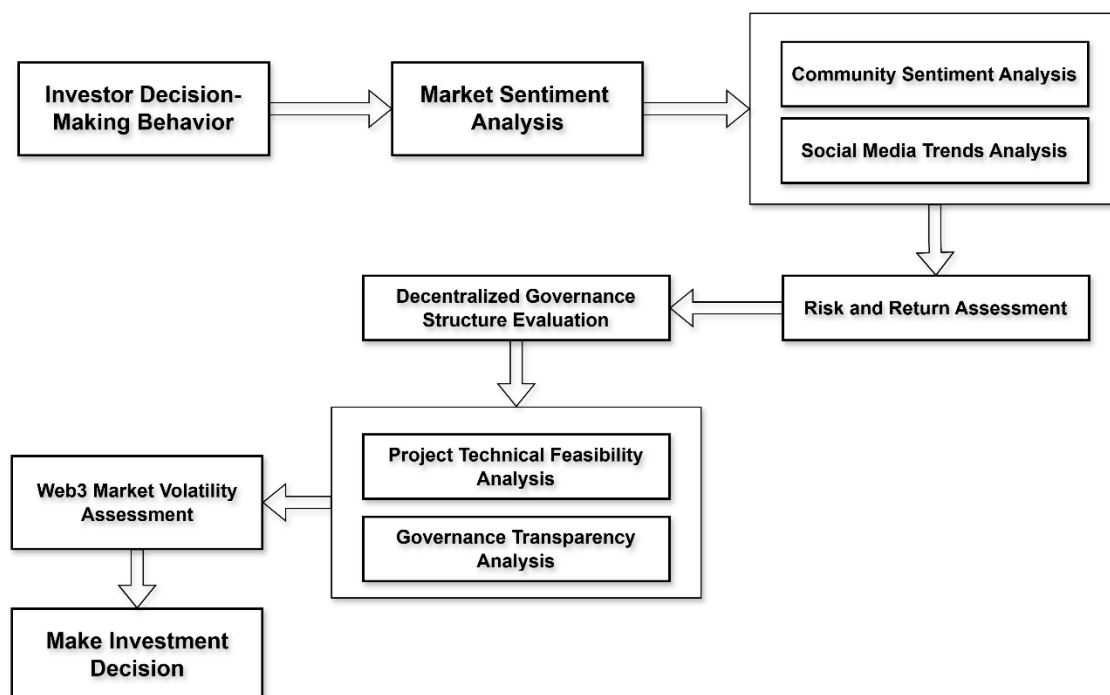 Investor Decision-
Making Behavior
Market Sentiment
Analysis
Community Sentiment Analysis
Social Media Trends Analysis
Risk and Return Assessment
Decentralized Governance
Structure Evaluation
Project Technical Feasibility
Analysis
Governance Transparency
Analysis
Web3 Market Volatility
Assessment
Make Investment
Decision